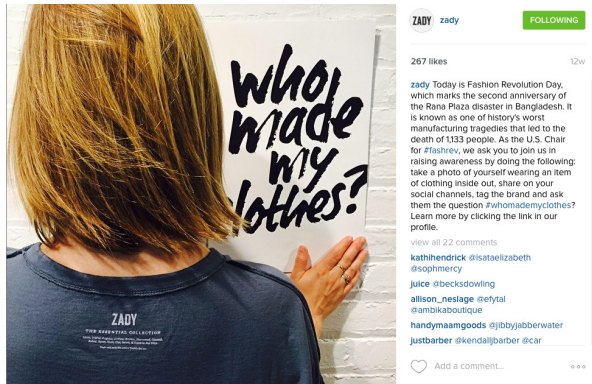 who
made
my
clothes?
ZADY
THE ESSENTIAL COLLECTION
ZADY
zady
FOLLOWING
267 likes
12w
zady Today is Fashion Revolution Day,
which marks the second anniversary of
the Rana Plaza disaster in Bangladesh. It
is known as one of history's worst
manufacturing tragedies that led to the
death of 1,133 people. As the U.S. Chair
for #fashrev, we ask you to join us in
raising awareness by doing the following:
take a photo of yourself wearing an item
of clothing inside out, share on your
social channels, tag the brand and ask
them the question #whomademyclothes?
Learn more by clicking the link in our
profile.
view all 22 comments
kathihendrick @isataelizabeth
@sophmercy
juice @becksdowling
allison_neslage @efytal
@ambikaboutique
handymaamgoods @jibbyjabberwater
justbarber @kendalljbarber @car
Add a comment...